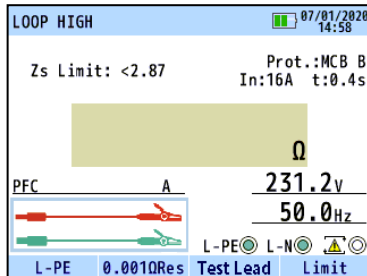 LOOP HIGH
07/01/2020
14:58
Zs Limit: <2.87
Prot.:MCB B
In:16A t:0.4s
Ω
PFC A
231.2V
50.0Hz
L-PE L-N
L-PE 0.001ΩRes Test Lead Limit